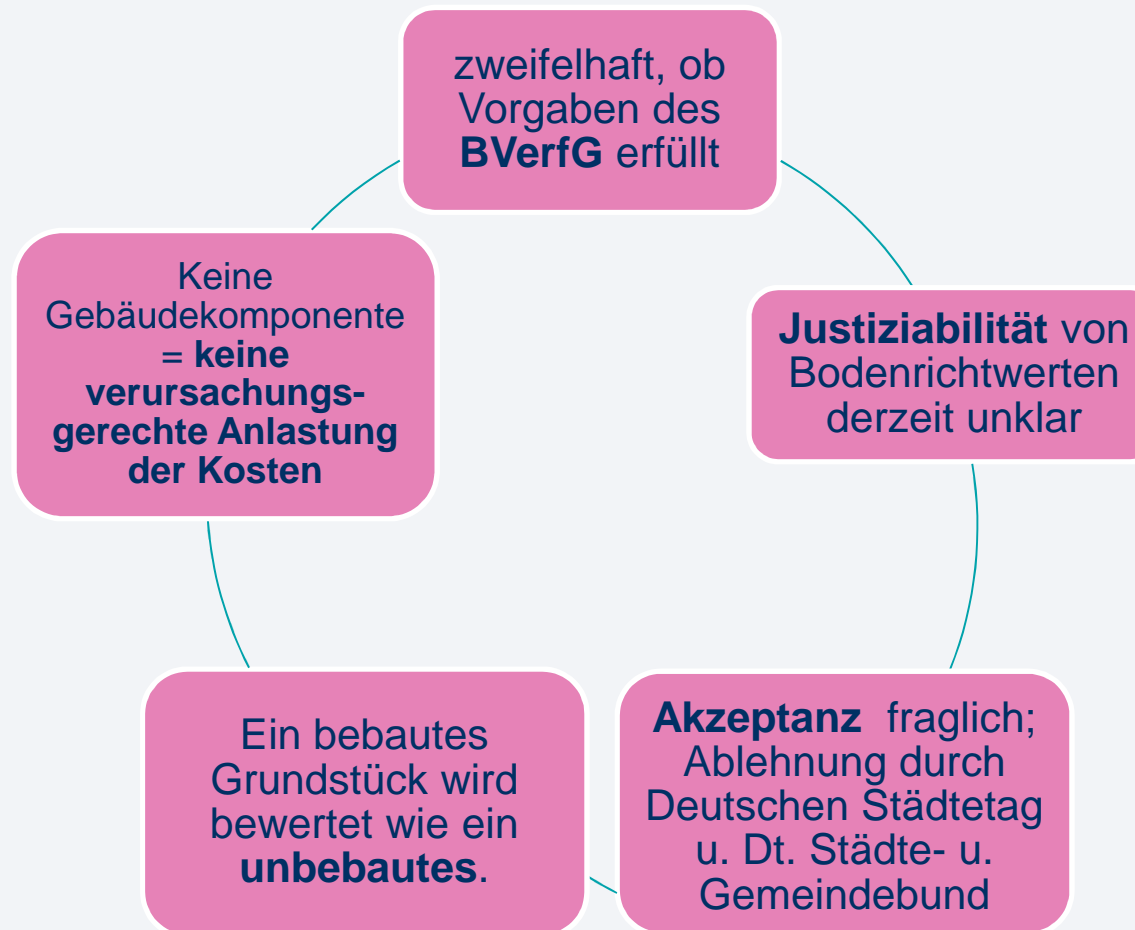 zweifelhaft, ob
Vorgaben des
BVerfG erfüllt
Justiziabilität von
Bodenrichtwerten
derzeit unklar
Akzeptanz fraglich;
Ablehnung durch
Deutschen Städtetag
u. Dt. Städte- u.
Gemeindebund
Ein bebautes
Grundstück wird
bewertet wie ein
unbebautes.
Keine
Gebäudekomponente
= keine
verursachungs-
gerechte Anlastung
der Kosten